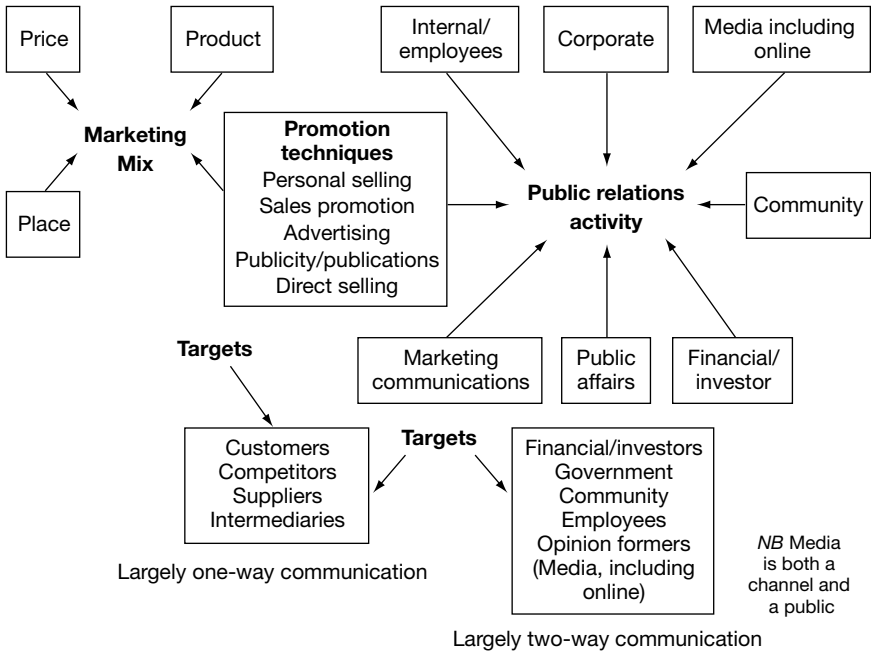 Price
Product
Internal/
employees
Corporate
Media including
online
Marketing
Mix
Promotion
techniques
Personal selling
Sales promotion
Advertising
Publicity/publications
Direct selling
Place
Public relations
activity
Community
Marketing
communications
Public
affairs
Financial/
investor
Targets
Customers
Competitors
Suppliers
Intermediaries
Largely one-way communication
Targets
Financial/investors
Government
Community
Employees
Opinion formers
(Media, including
online)
Largely two-way communication
NB Media
is both a
channel and
a public